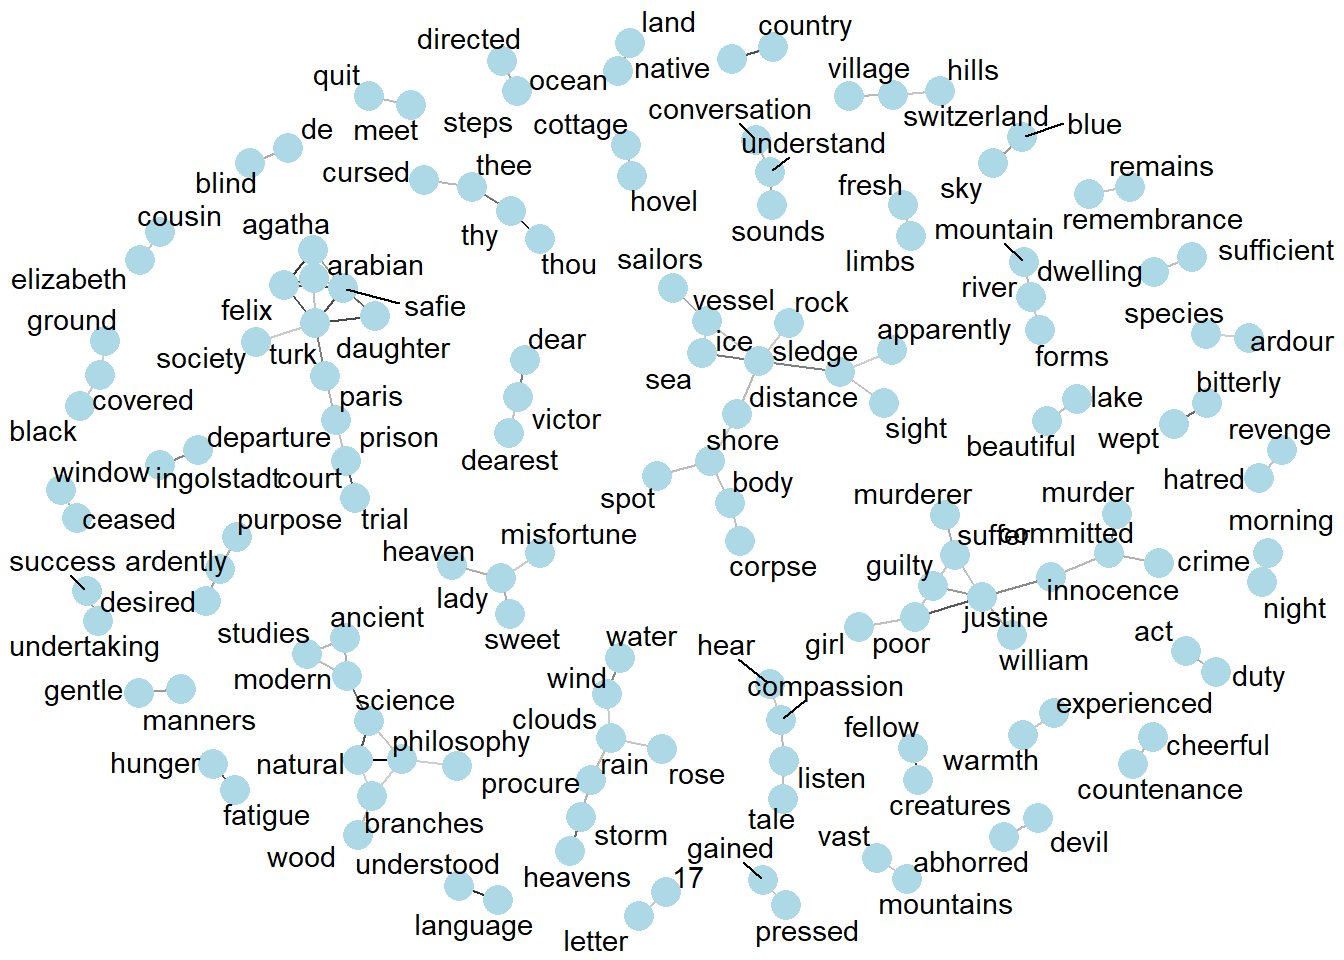 land
country
directed
village
hills
quit
ocean
native
conversation
switzerland
blue
de
meet
steps
cottage
understand
remains
cursed
thee
fresh
sky
blind
hovel
remembrance
cousin
agatha
sounds
mountain
sufficient
thy
thou
limbs
dwelling
elizabeth
arabian
sailors
river
felix
safie
vessel
rock
species
ground
apparently
society
turk
daughter
dear
ice
sledge
forms
ardour
sea
bitterly
covered
paris
distance
lake
black
victor
sight
wept
revenge
departure
prison
dearest
shore
beautiful
window
ingolstadt
court
spot
body
murderer
murder
hatred
ceased
purpose
trial
misfortune
suffer
committed
morning
success
ardently
heaven
corpse
guilty
crime
desired
lady
innocence
night
undertaking
studies
ancient
sweet
water
hear
girl
poor
justine
act
william
duty
gentle
modern
science
wind
compassion
manners
clouds
fellow
experienced
hunger
natural
philosophy
rain
rose
listen
warmth
cheerful
procure
countenance
fatigue
branches
storm
tale
creatures
vast
devil
wood
understood
heavens
17
gained
abhorred
mountains
language
letter
pressed